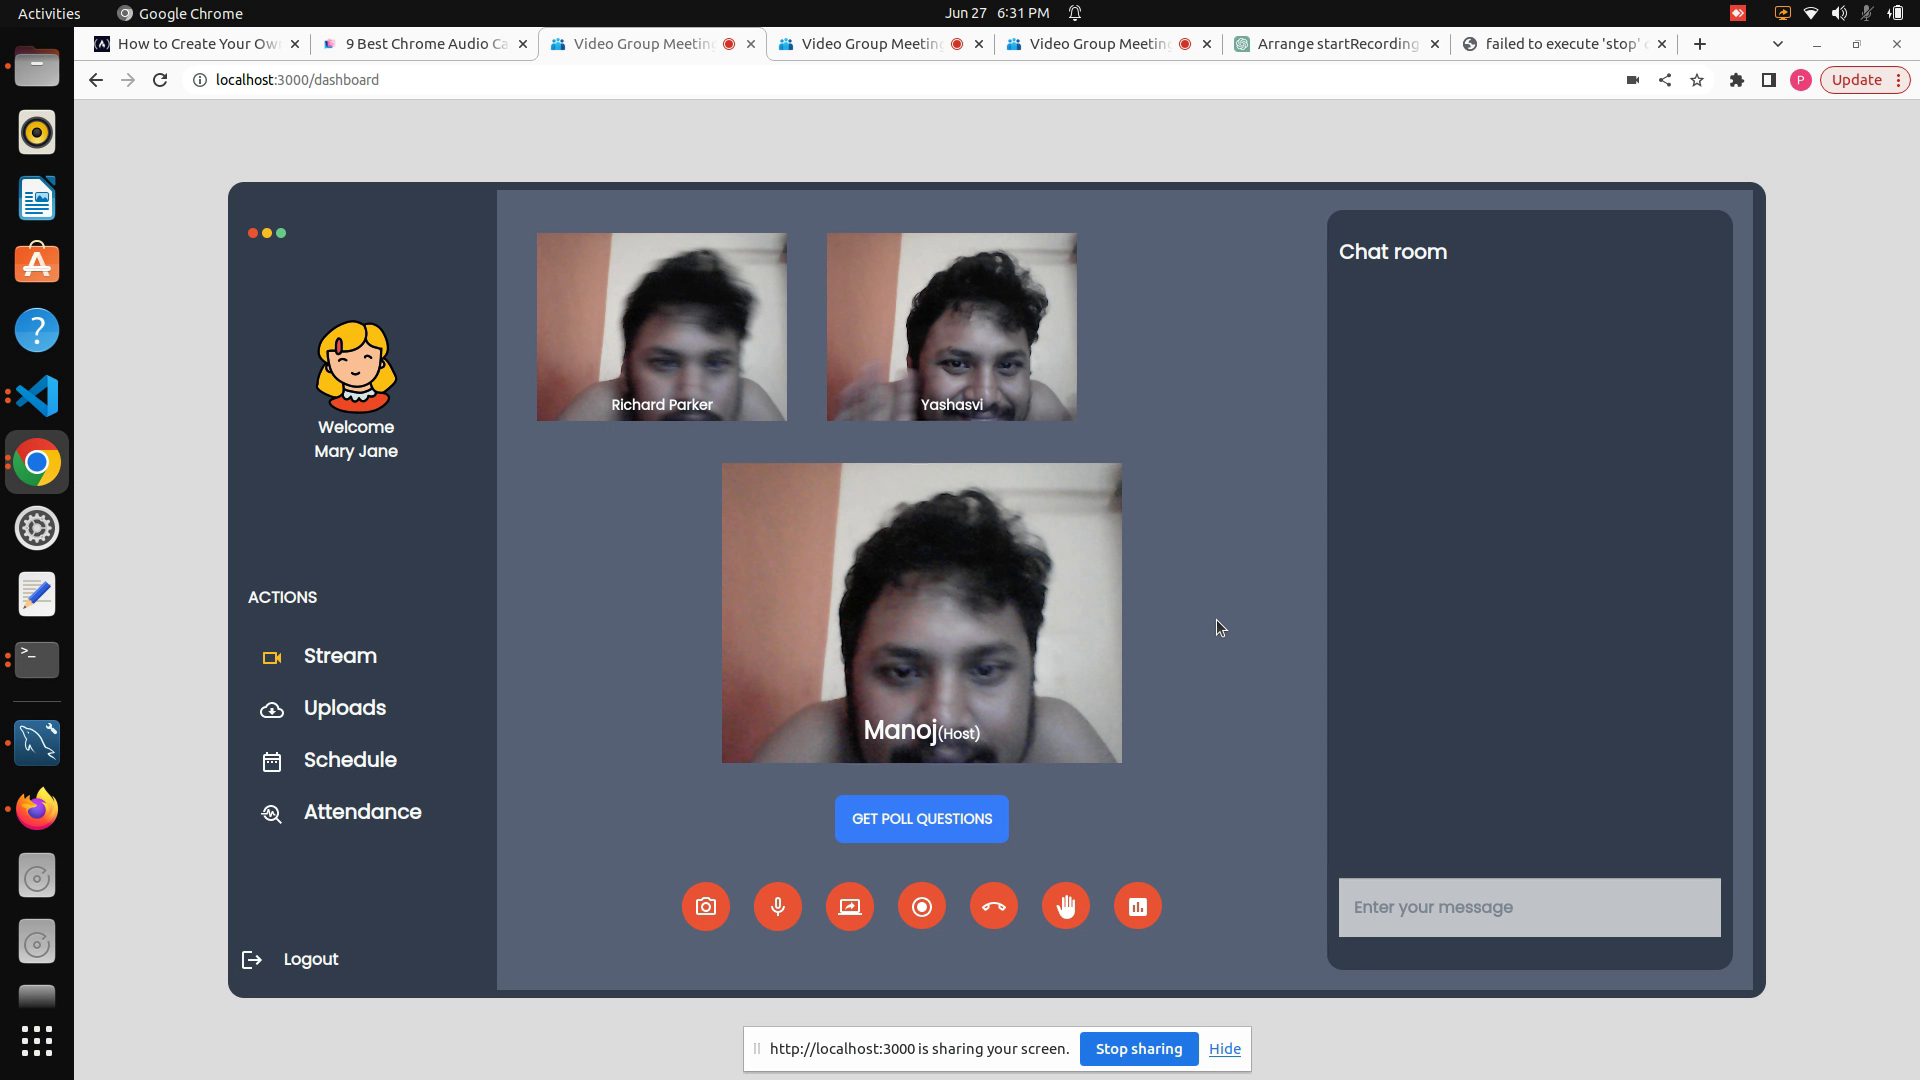 Activities
Google Chrome
Jun 27 6:31 PM
How to Create Your Ow
9 Best Chrome Audio Ca
Video Group Meeting
Video Group Meeting
Video Group Meeting
Arrange startRecording
failed to execute 'stop'
localhost:3000/dashboard
P
Update
Chat room
Richard Parker
Yashasvi
Welcome
Mary Jane
ACTIONS
Stream
Uploads
Schedule
Attendance
Manoj(Host)
GET POLL QUESTIONS
Enter your message
Logout
http://localhost:3000 is sharing your screen.
Stop sharing
Hide